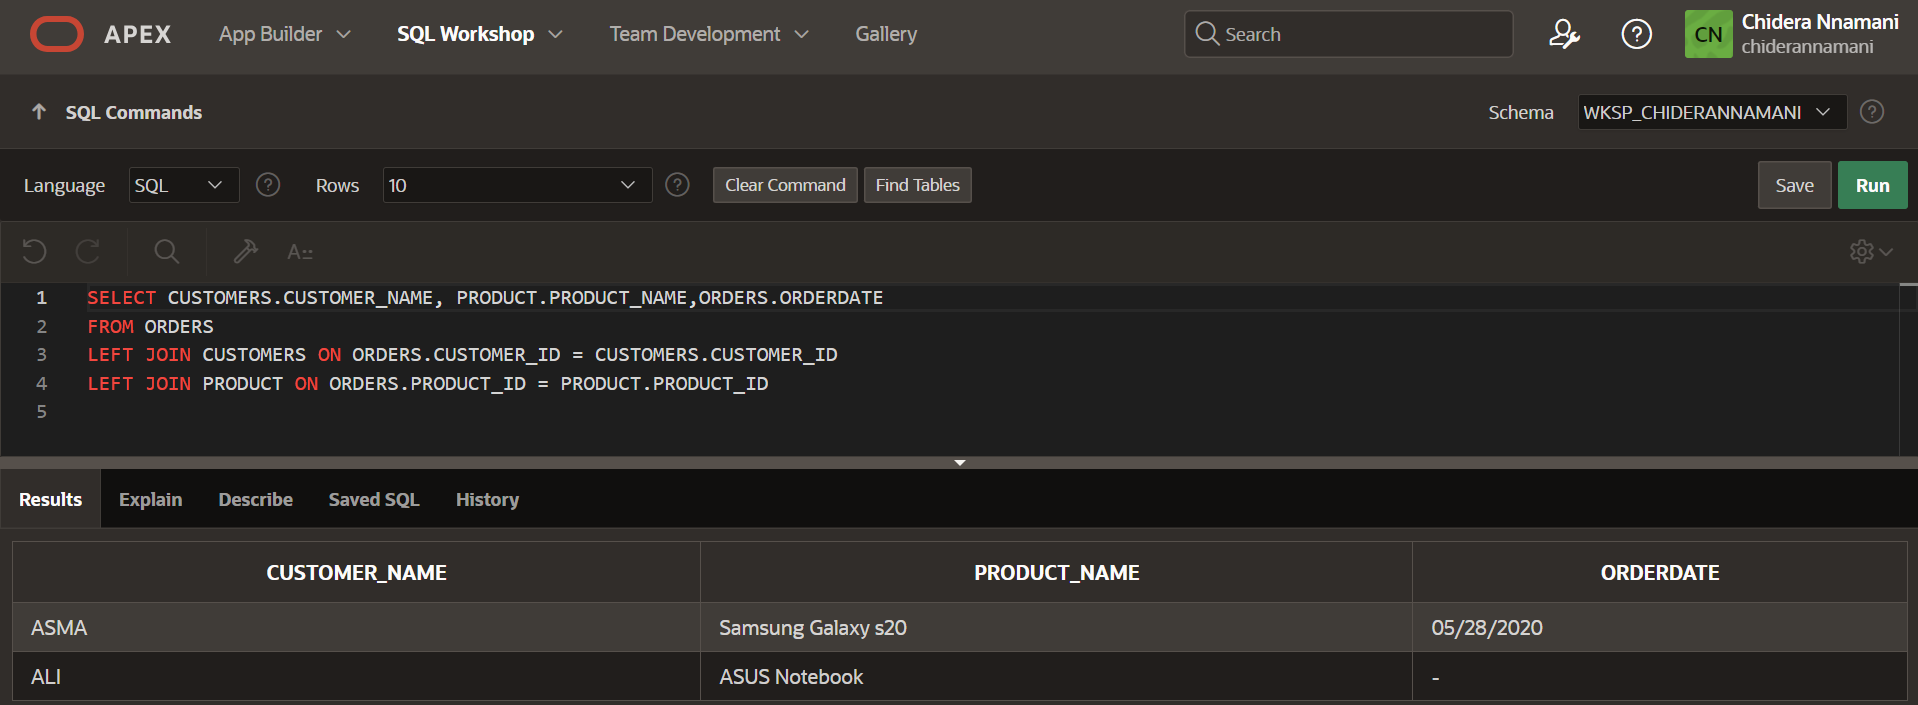 APEX App Builder SQL Workshop Team Development Gallery Search ? CN Chidera Nnamani
chiderannamani
SQL Commands Schema WKSP_CHIDERANNAMANI ?
Language SQL ? Rows 10 ? Clear Command Find Tables Save Run
A::
1 SELECT CUSTOMERS.CUSTOMER_NAME, PRODUCT.PRODUCT_NAME,ORDERS.ORDERDATE
2 FROM ORDERS
3 LEFT JOIN CUSTOMERS ON ORDERS.CUSTOMER_ID = CUSTOMERS.CUSTOMER_ID
4 LEFT JOIN PRODUCT ON ORDERS.PRODUCT_ID = PRODUCT.PRODUCT_ID
5
Results Explain Describe Saved SQL History
CUSTOMER_NAME PRODUCT_NAME ORDERDATE
ASMA Samsung Galaxy s20 05/28/2020
ALI ASUS Notebook -